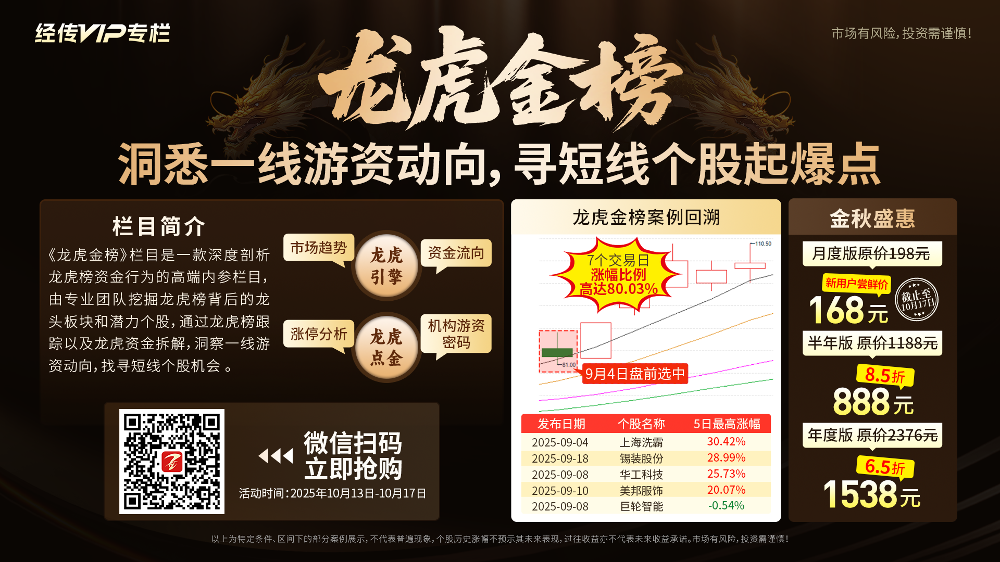 经传VIP专栏
市场有风险，投资需谨慎！
龙虎金榜
洞悉一线游资动向，寻短线个股起爆点
栏目简介
《龙虎金榜》栏目是一款深度剖析
龙虎榜资金行为的高端内参栏目，
由专业团队挖掘龙虎榜背后的龙
头板块和潜力个股，通过龙虎榜跟
踪以及龙虎资金拆解，洞察一线游
资动向，找寻短线个股机会 。
市场趋势
龙虎
引擎
资金流向
涨停分析
龙虎
点金
机构游资
密码
微信扫码
立即抢购
活动时间：2025年10月13日-10月17日
龙虎金榜案例回溯
110.50
7个交易日
涨幅比例
高达80.03%
81.00
9月4日盘前选中
发布日期 个股名称 5日最高涨幅
2025-09-04 上海洗霸 30.42%
2025-09-18 锡装股份 28.99%
2025-09-08 华工科技 25.73%
2025-09-10 美邦服饰 20.07%
2025-09-08 巨轮智能 -0.54%
金秋盛惠
月度版原价198元
新用户尝鲜价
168元
截止至
10月17日
半年版 原价1188元
8.5折
888元
年度版 原价2376元
6.5折
1538元
以上为特定条件、区间下的部分案例展示，不代表普遍现象，个股历史涨幅不预示其未来表现，过往收益亦不代表未来收益承诺。市场有风险，投资需谨慎！